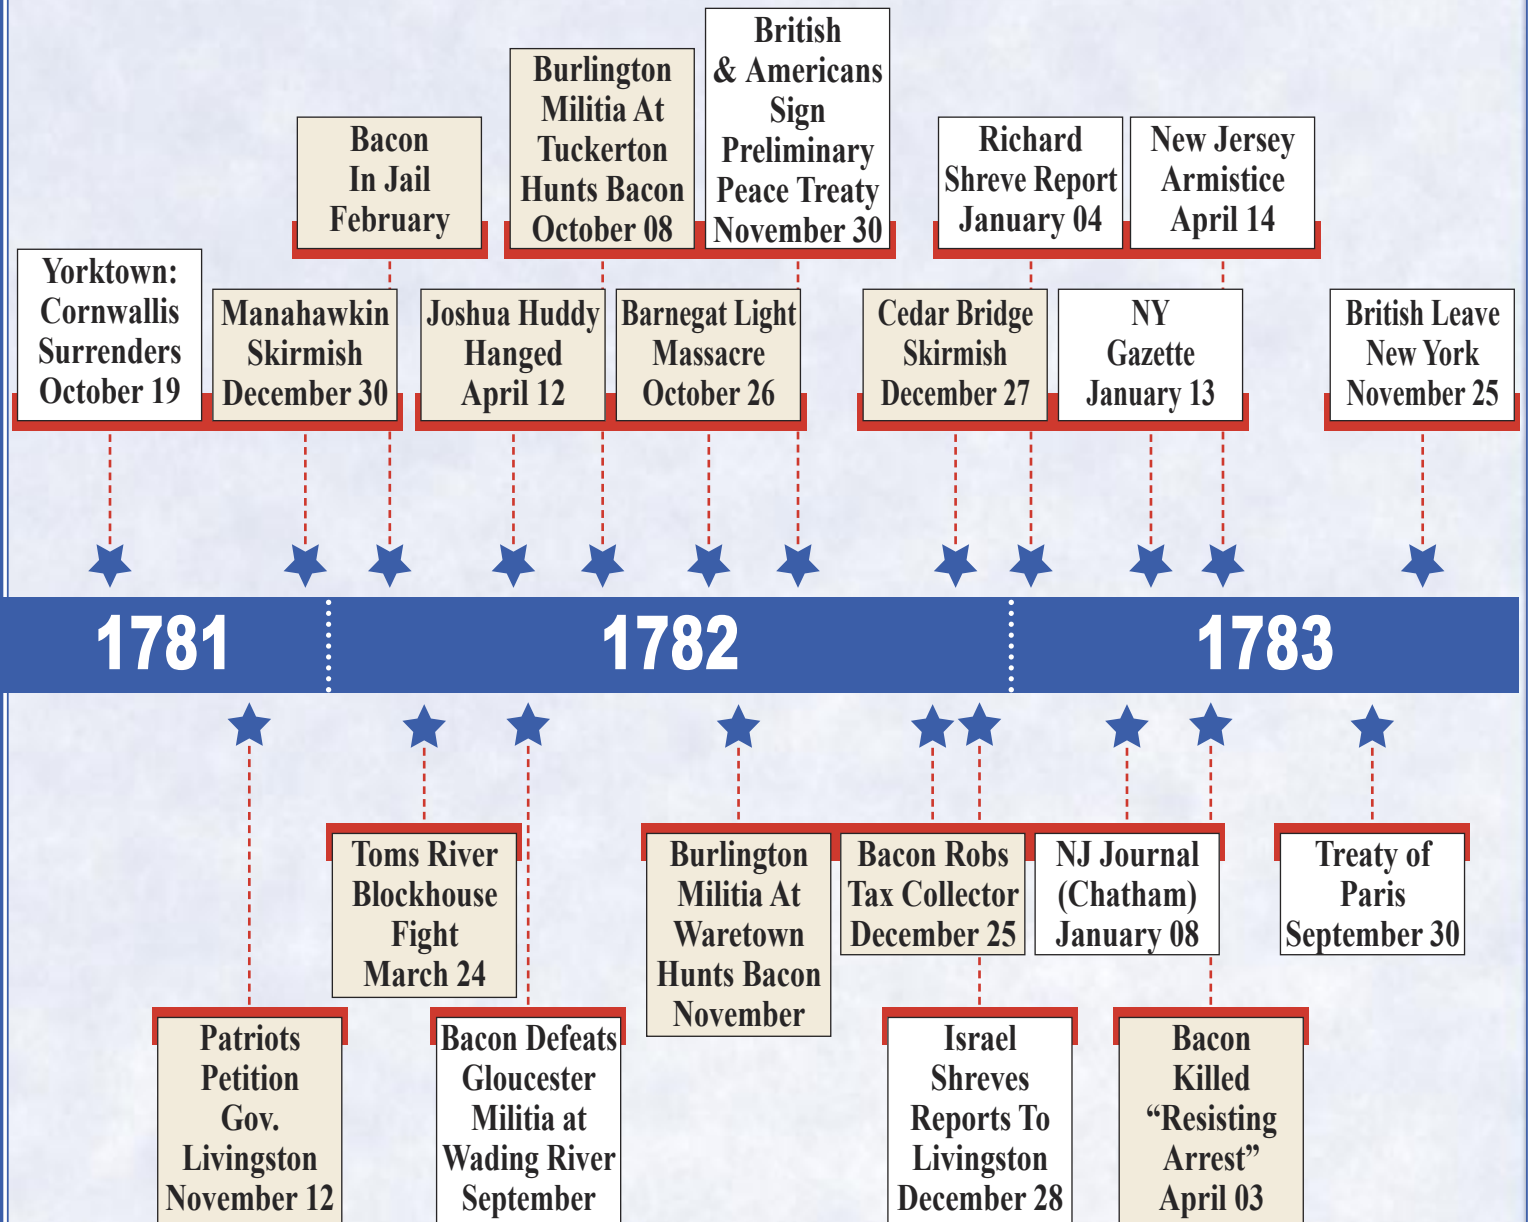 Yorktown:
Cornwallis
Surrenders
October 19
Manahawkin
Skirmish
December 30
Bacon
In Jail
February
Joshua Huddy
Hanged
April 12
Burlington
Militia At
Tuckerton
Hunts Bacon
October 08
Barnegat Light
Massacre
October 26
British
& Americans
Sign
Preliminary
Peace Treaty
November 30
Cedar Bridge
Skirmish
December 27
Richard
Shreve Report
January 04
NY
Gazette
January 13
New Jersey
Armistice
April 14
British Leave
New York
November 25
1781
1782
1783
Patriots
Petition
Gov.
Livingston
November 12
Toms River
Blockhouse
Fight
March 24
Bacon Defeats
Gloucester
Militia at
Wading River
September
Burlington
Militia At
Waretown
Hunts Bacon
November
Bacon Robs
Tax Collector
December 25
Israel
Shreves
Reports To
Livingston
December 28
NJ Journal
(Chatham)
January 08
Bacon
Killed
“Resisting
Arrest”
April 03
Treaty of
Paris
September 30